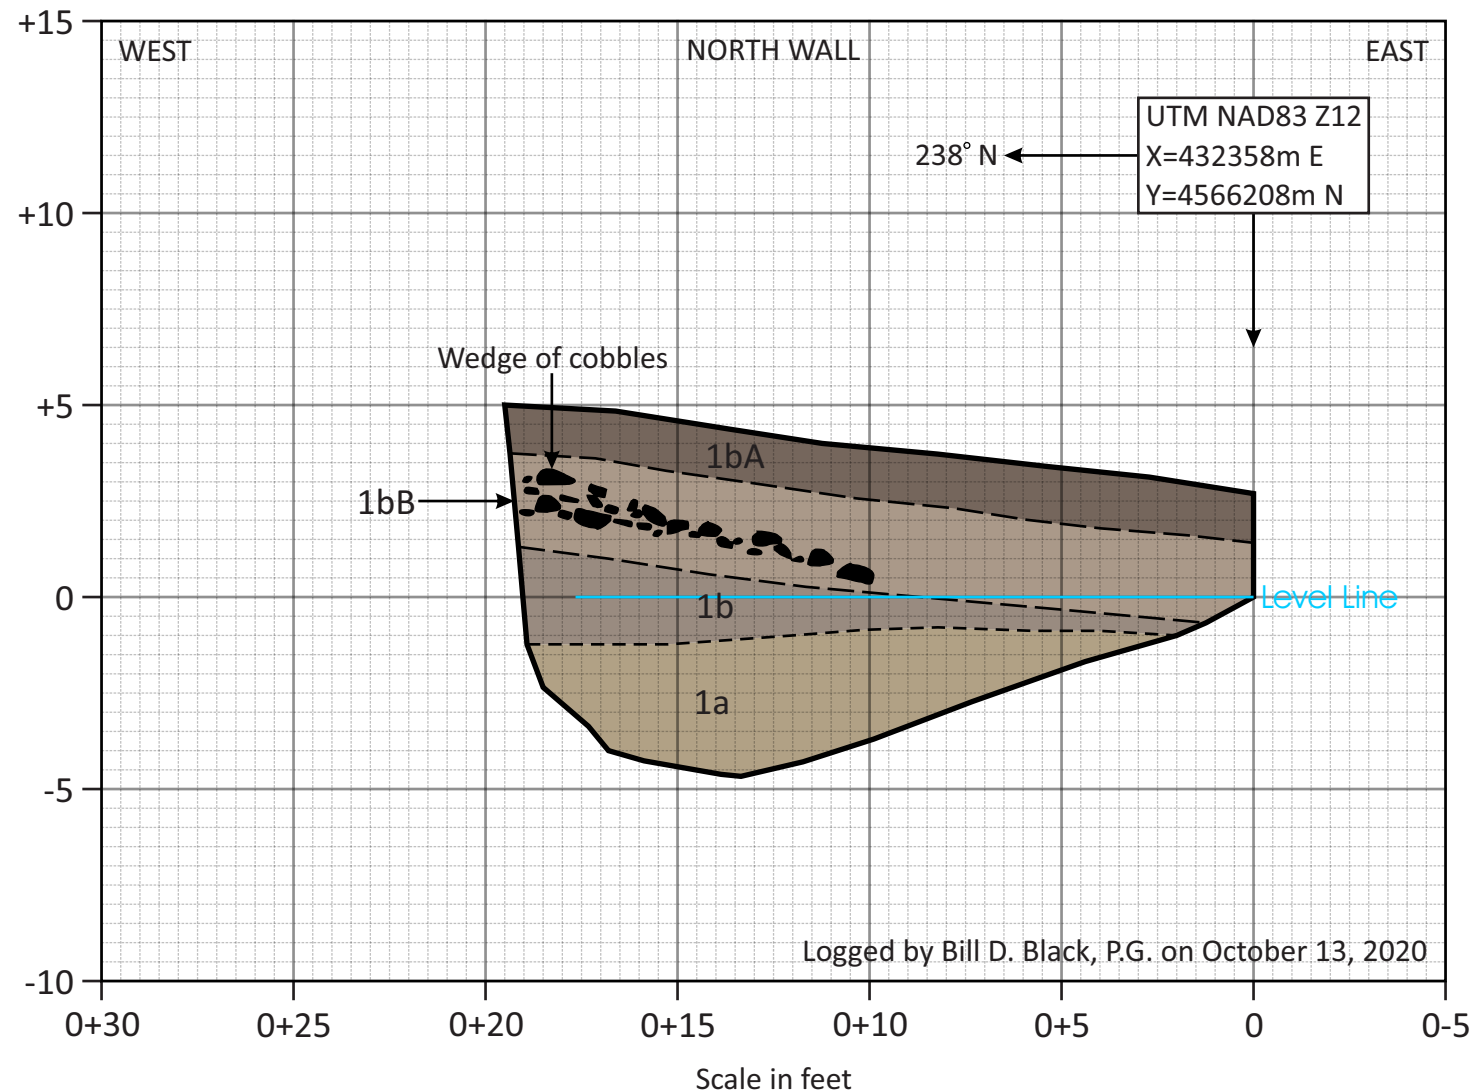 +15
WEST
NORTH WALL
EAST
UTM NAD83 Z12
238° N
X=432358m E
Y=4566208m N
+10
Wedge of cobbles
+5
1bA
1bB
0
1b
Level Line
1a
-5
Logged by Bill D. Black, P.G. on October 13, 2020
-10
0+30
0+25
0+20
0+15
0+10
0+5
0
0-5
Scale in feet